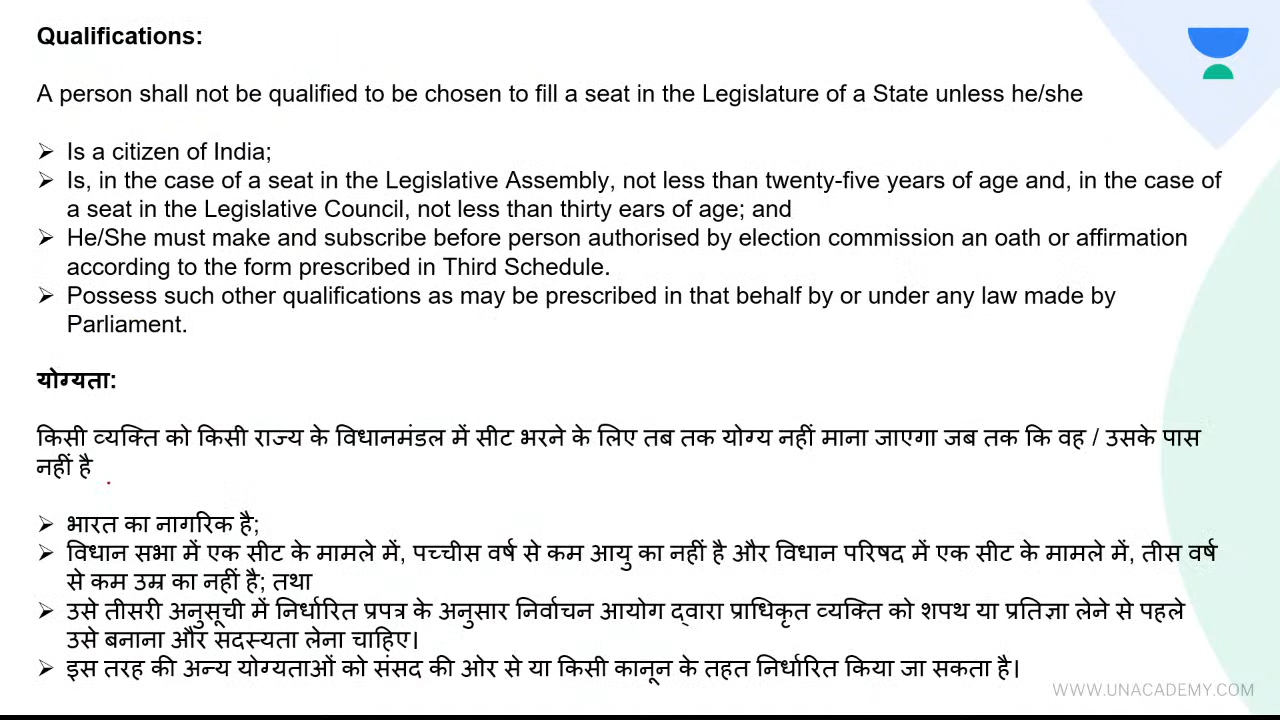 Qualifications:
A person shall not be qualified to be chosen to fill a seat in the Legislature of a State unless he/she
➢ Is a citizen of India;
➢ Is, in the case of a seat in the Legislative Assembly, not less than twenty-five years of age and, in the case of
a seat in the Legislative Council, not less than thirty ears of age; and
➢ He/She must make and subscribe before person authorised by election commission an oath or affirmation
according to the form prescribed in Third Schedule.
➢ Possess such other qualifications as may be prescribed in that behalf by or under any law made by
Parliament.
योग्यता:
किसी व्यक्ति को किसी राज्य के विधानमंडल में सीट भरने के लिए तब तक योग्य नहीं माना जाएगा जब तक कि वह / उसके पास
नहीं है
➢ भारत का नागरिक है;
➢ विधान सभा में एक सीट के मामले में, पच्चीस वर्ष से कम आयु का नहीं है और विधान परिषद में एक सीट के मामले में, तीस वर्ष
से कम उम्र का नहीं है; तथा
➢ उसे तीसरी अनुसूची में निर्धारित प्रपत्र के अनुसार निर्वाचन आयोग द्वारा प्राधिकृत व्यक्ति को शपथ या प्रतिज्ञा लेने से पहले
उसे बनाना और सदस्यता लेना चाहिए।
➢ इस तरह की अन्य योग्यताओं को संसद की ओर से या किसी कानून के तहत निर्धारित किया जा सकता है।
WWW.UNACADEMY.COM